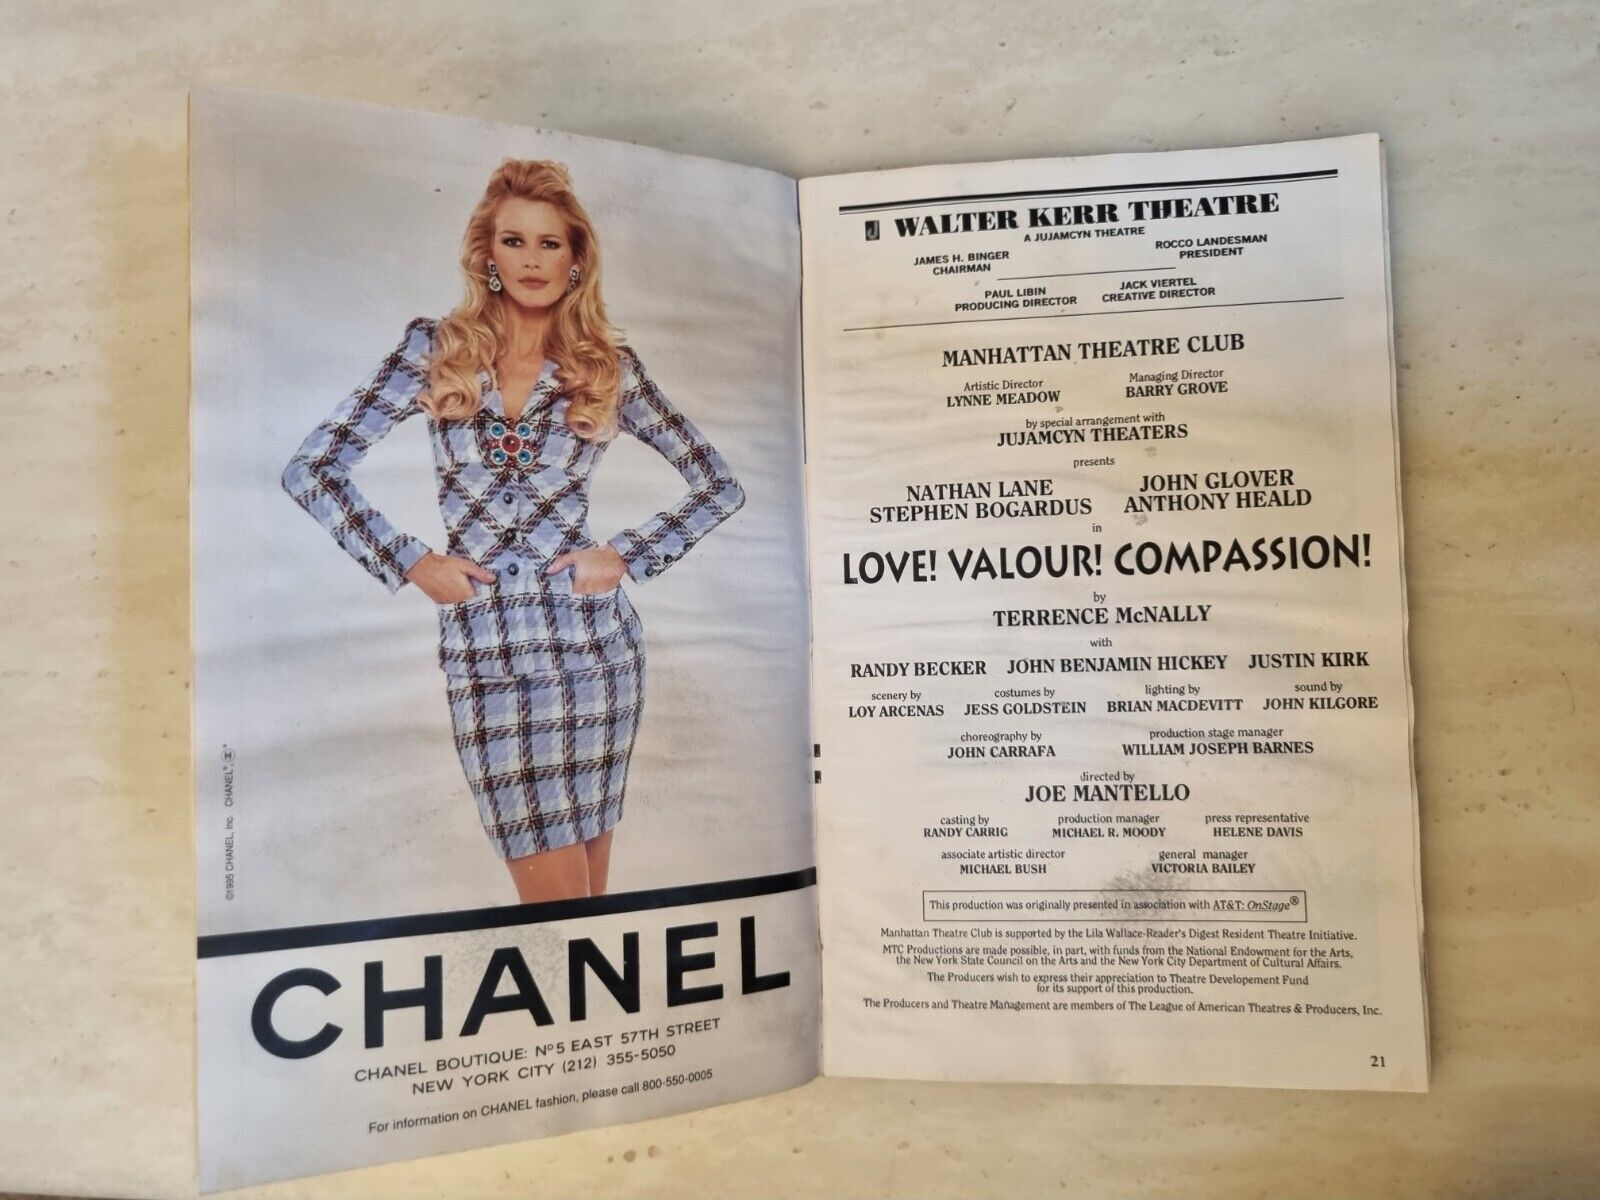 ©1995 CHANEL, Inc. CHANEL®,
CHANEL
CHANEL BOUTIQUE: Nº5 EAST 57TH STREET
NEW YORK CITY (212) 355-5050
For information on CHANEL fashion, please call 800-550-0005
WALTER KERR THEATRE
A JUJAMCYN THEATRE
JAMES H. BINGER
CHAIRMAN
ROCCO LANDESMAN
PRESIDENT
PAUL LIBIN
PRODUCING DIRECTOR
JACK VIERTEL
CREATIVE DIRECTOR
MANHATTAN THEATRE CLUB
Artistic Director
LYNNE MEADOW
Managing Director
BARRY GROVE
by special arrangement with
JUJAMCYN THEATERS
presents
NATHAN LANE
STEPHEN BOGARDUS
JOHN GLOVER
ANTHONY HEALD
in
LOVE! VALOUR! COMPASSION!
by
TERRENCE McNALLY
with
RANDY BECKER JOHN BENJAMIN HICKEY JUSTIN KIRK
scenery by
LOY ARCENAS
costumes by
JESS GOLDSTEIN
lighting by
BRIAN MACDEVITT
sound by
JOHN KILGORE
choreography by
JOHN CARRAFA
production stage manager
WILLIAM JOSEPH BARNES
directed by
JOE MANTELLO
casting by
RANDY CARRIG
production manager
MICHAEL R. MOODY
press representative
HELENE DAVIS
associate artistic director
MICHAEL BUSH
general manager
VICTORIA BAILEY
This production was originally presented in association with AT&T: OnStage®
Manhattan Theatre Club is supported by the Lila Wallace-Reader's Digest Resident Theatre Initiative.
MTC Productions are made possible, in part, with funds from the National Endowment for the Arts,
the New York State Council on the Arts and the New York City Department of Cultural Affairs.
The Producers wish to express their appreciation to Theatre Developement Fund
for its support of this production.
The Producers and Theatre Management are members of The League of American Theatres & Producers, Inc.
21